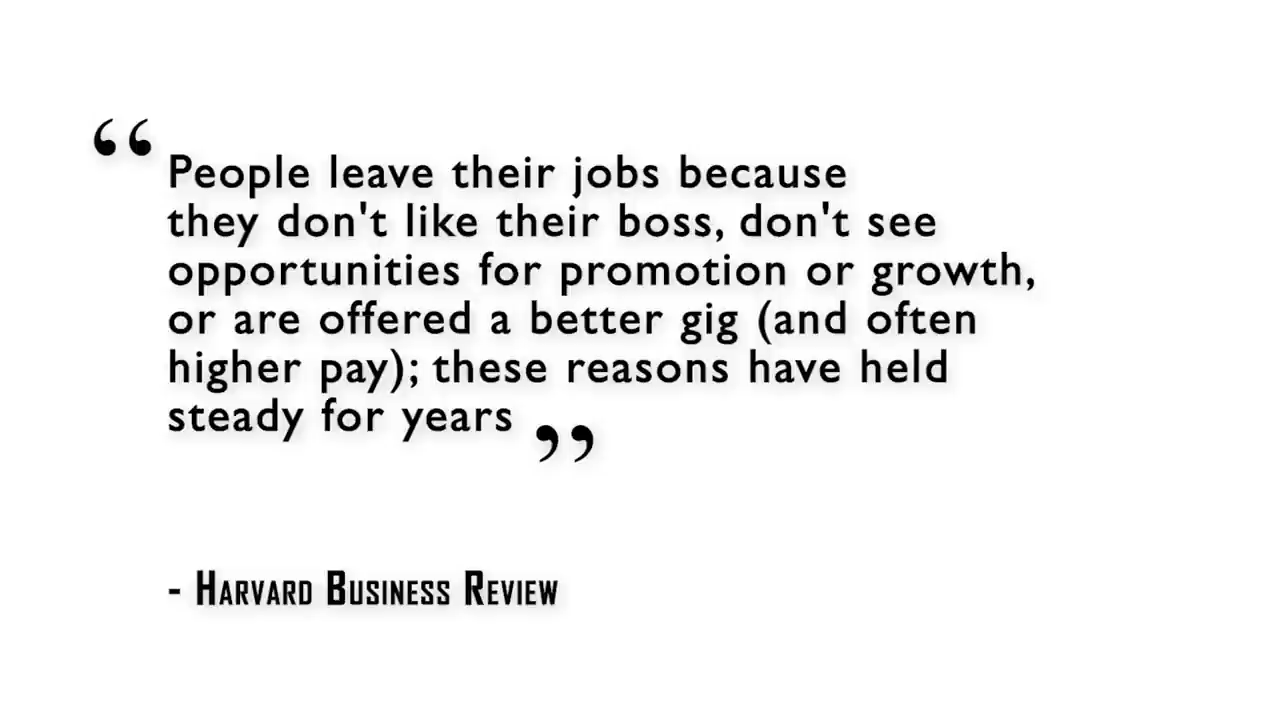 “People leave their jobs because
they don't like their boss, don't see
opportunities for promotion or growth,
or are offered a better gig (and often
higher pay); these reasons have held
steady for years”
- HARVARD BUSINESS REVIEW